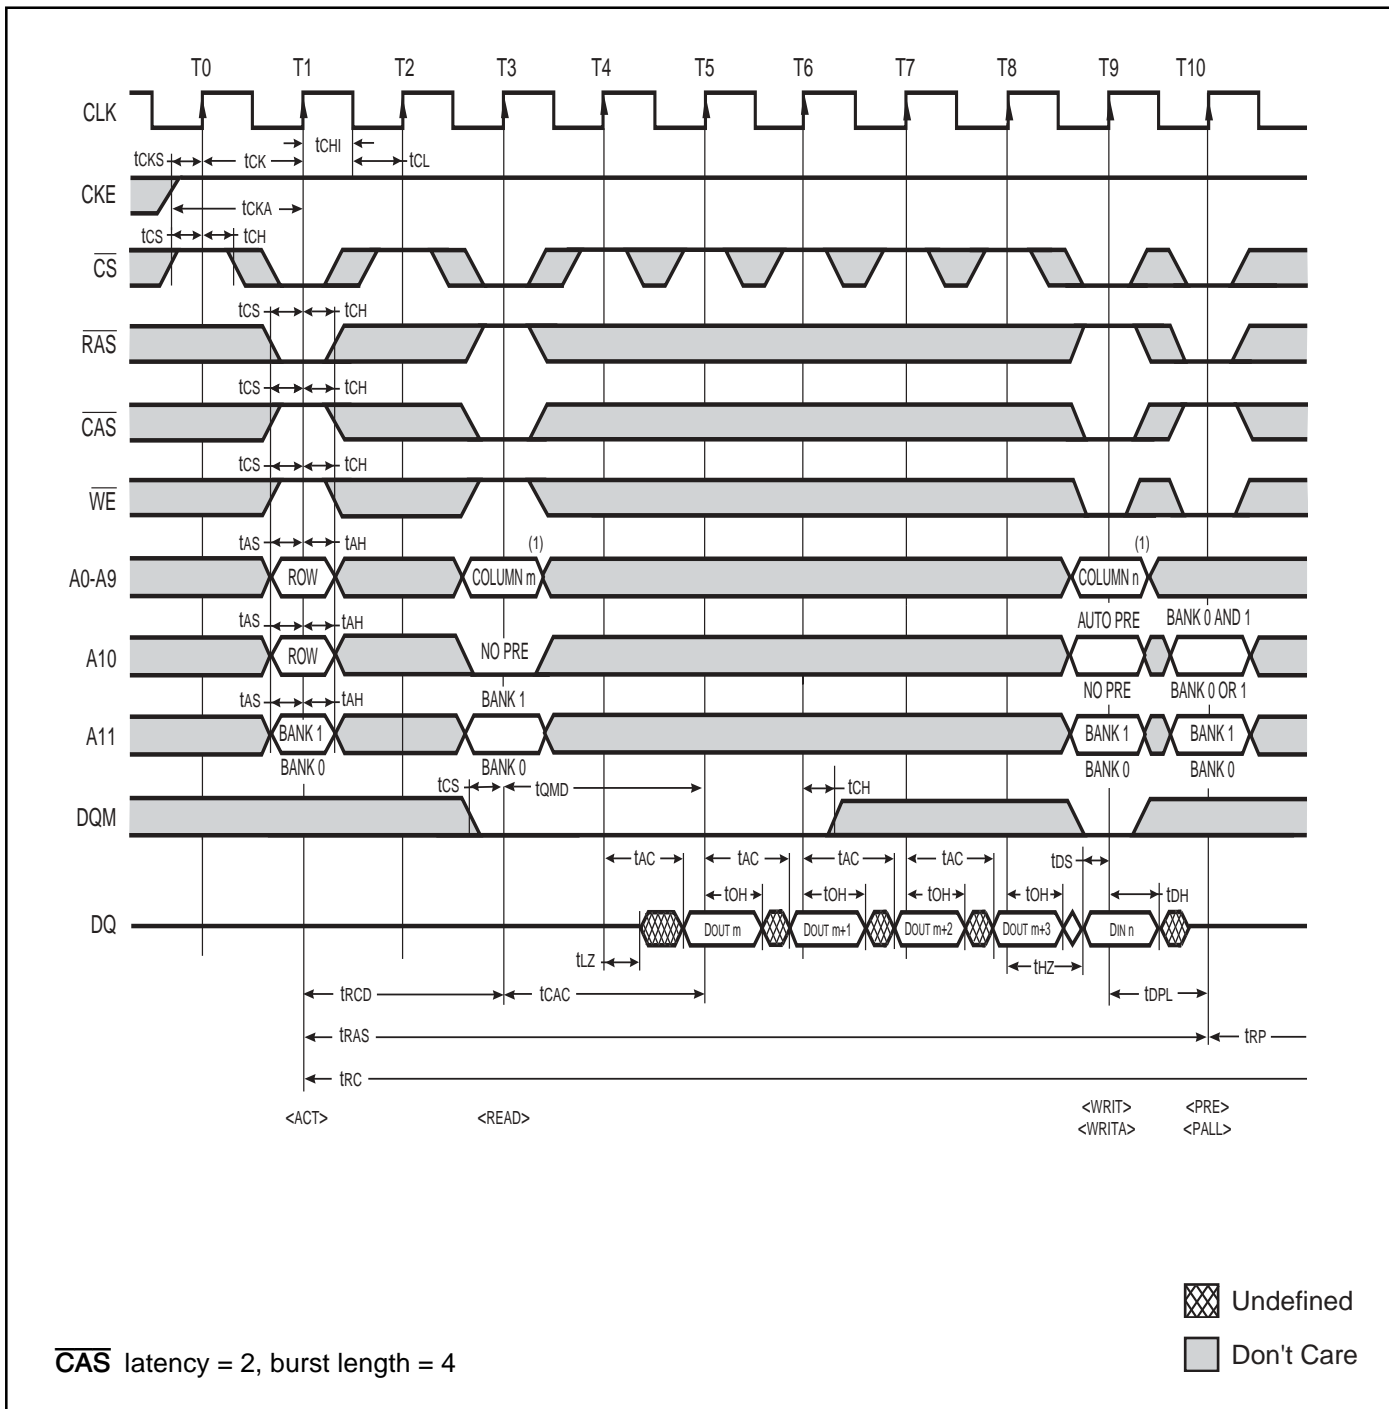 T0 T1 T2 T3 T4 T5 T6 T7 T8 T9 T10
CLK
tCHI
tCKS tCK tCL
CKE
tCKA
tCS tCH
CS
tCS tCH
RAS
tCS tCH
CAS
tCS tCH
WE
tAS tAH (1) (1)
A0-A9 ROW COLUMN m COLUMN n
tAS tAH AUTO PRE BANK 0 AND 1
A10 ROW NO PRE
tAS tAH BANK 1 NO PRE BANK 0 OR 1
A11 BANK 1 BANK 1 BANK 1
BANK 0 BANK 0 BANK 0 BANK 0
tCS tQMD tCH
DQM
tAC tAC tAC tAC tDS
tOH tOH tOH tOH tDH
DQ DOUT m DOUT m+1 DOUT m+2 DOUT m+3 DIN n
tLZ tHZ
tRCD tCAC tDPL
tRAS tRP
tRC
<ACT> <READ> <WRIT> <PRE>
<WRITA> <PALL>
Undefined
Don't Care
CAS latency = 2, burst length = 4